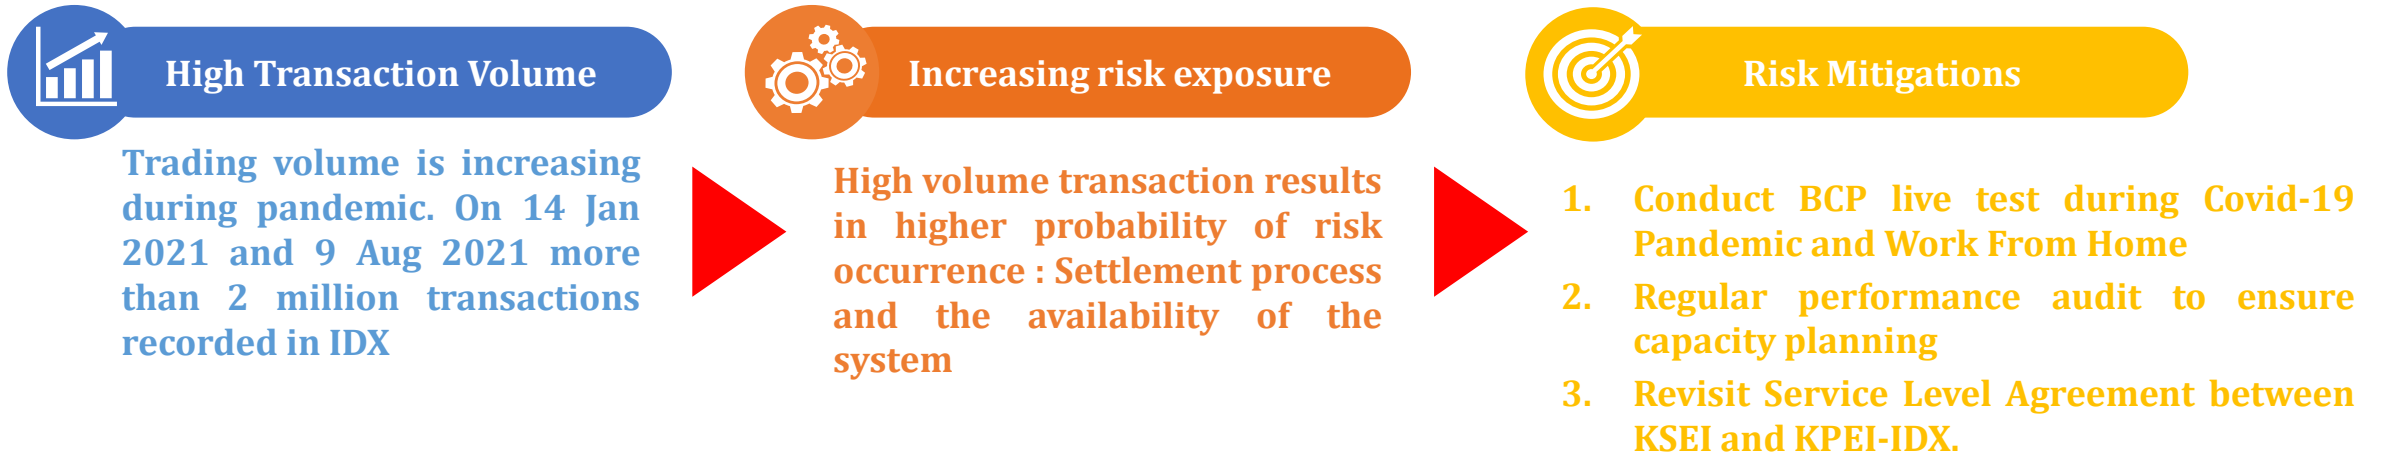 High Transaction Volume
Trading volume is increasing
during pandemic. On 14 Jan
2021 and 9 Aug 2021 more
than 2 million transactions
recorded in IDX
Increasing risk exposure
High volume transaction results
in higher probability of risk
occurrence : Settlement process
and the availability of the
system
Risk Mitigations
1. Conduct BCP live test during Covid-19
Pandemic and Work From Home
2. Regular performance audit to ensure
capacity planning
3. Revisit Service Level Agreement between
KSEI and KPEI-IDX.